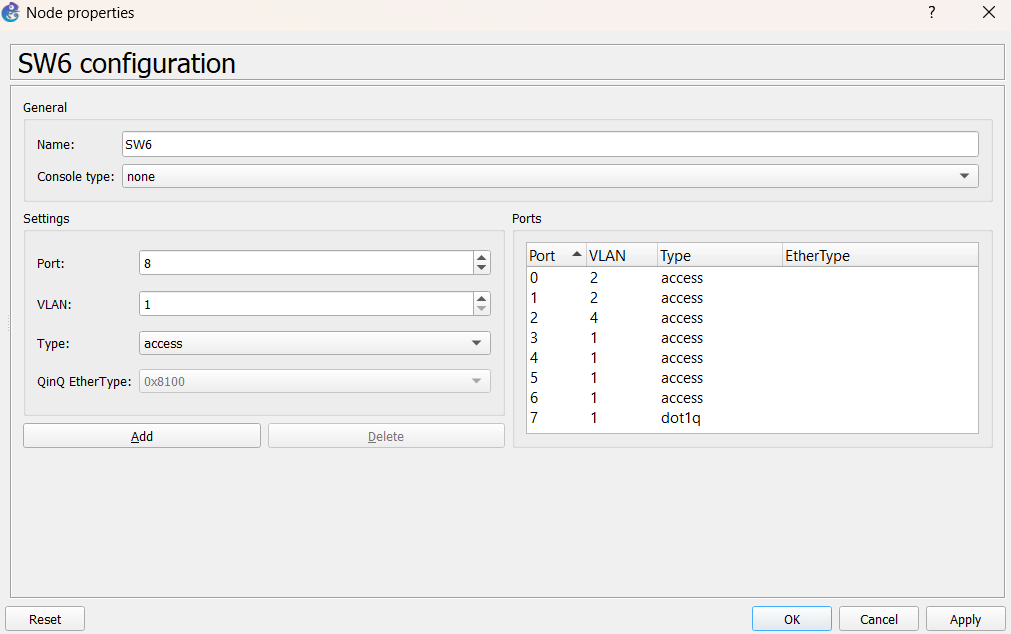 Node properties
?
SW6 configuration
General
Name: SW6
Console type: none
Settings
Port: 8
VLAN: 1
Type: access
QinQ EtherType: 0x8100
Add Delete
Ports
Port VLAN Type EtherType
0 2 access
1 2 access
2 4 access
3 1 access
4 1 access
5 1 access
6 1 access
7 1 dot1q
Reset OK Cancel Apply